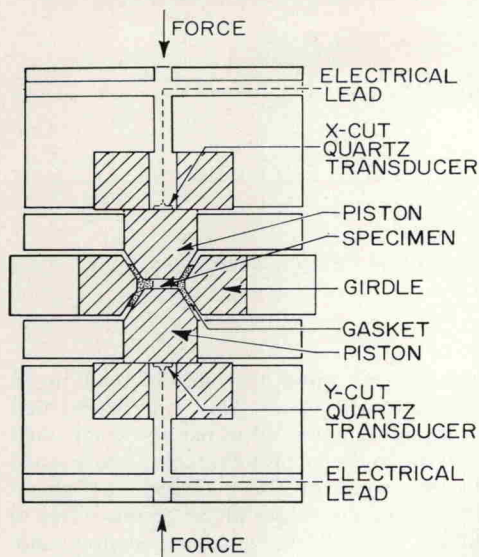 FORCE
ELECTRICAL
LEAD
X-CUT
QUARTZ
TRANSDUCER
PISTON
SPECIMEN
GIRDLE
GASKET
PISTON
Y-CUT
QUARTZ
TRANSDUCER
ELECTRICAL
LEAD
FORCE